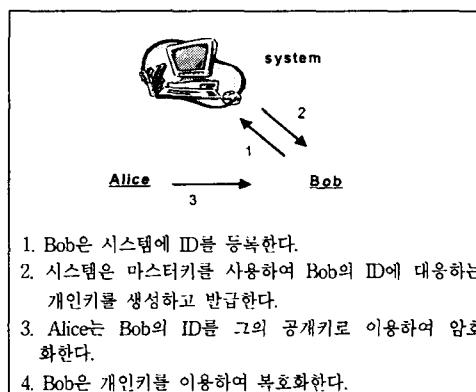 system
2
1
Alice
Bob
3
1. Bob은 시스템에 ID를 등록한다.
2. 시스템은 마스터키를 사용하여 Bob의 ID에 대응하는
개인키를 생성하고 발급한다.
3. Alice는 Bob의 ID를 그의 공개키로 이용하여 암호
화한다.
4. Bob은 개인키를 이용하여 복호화한다.